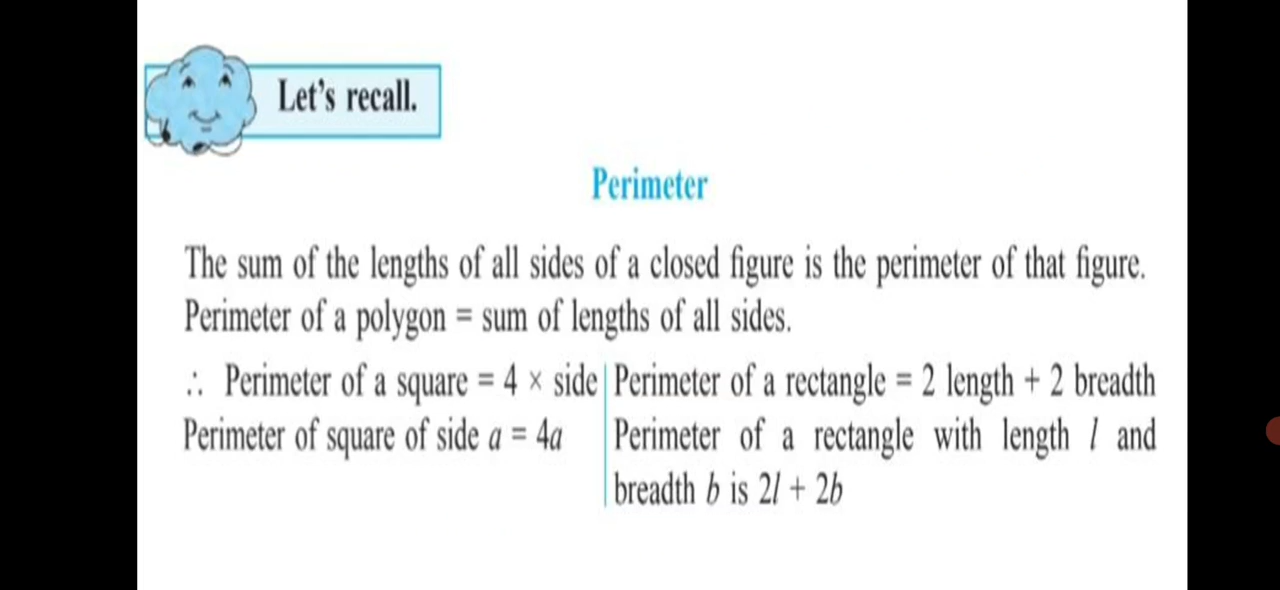 Let's recall.
Perimeter
The sum of the lengths of all sides of a closed figure is the perimeter of that figure.
Perimeter of a polygon = sum of lengths of all sides.
∴ Perimeter of a square = 4 × side
Perimeter of square of side a = 4a
Perimeter of a rectangle = 2 length + 2 breadth
Perimeter of a rectangle with length l and
breadth b is 2l + 2b